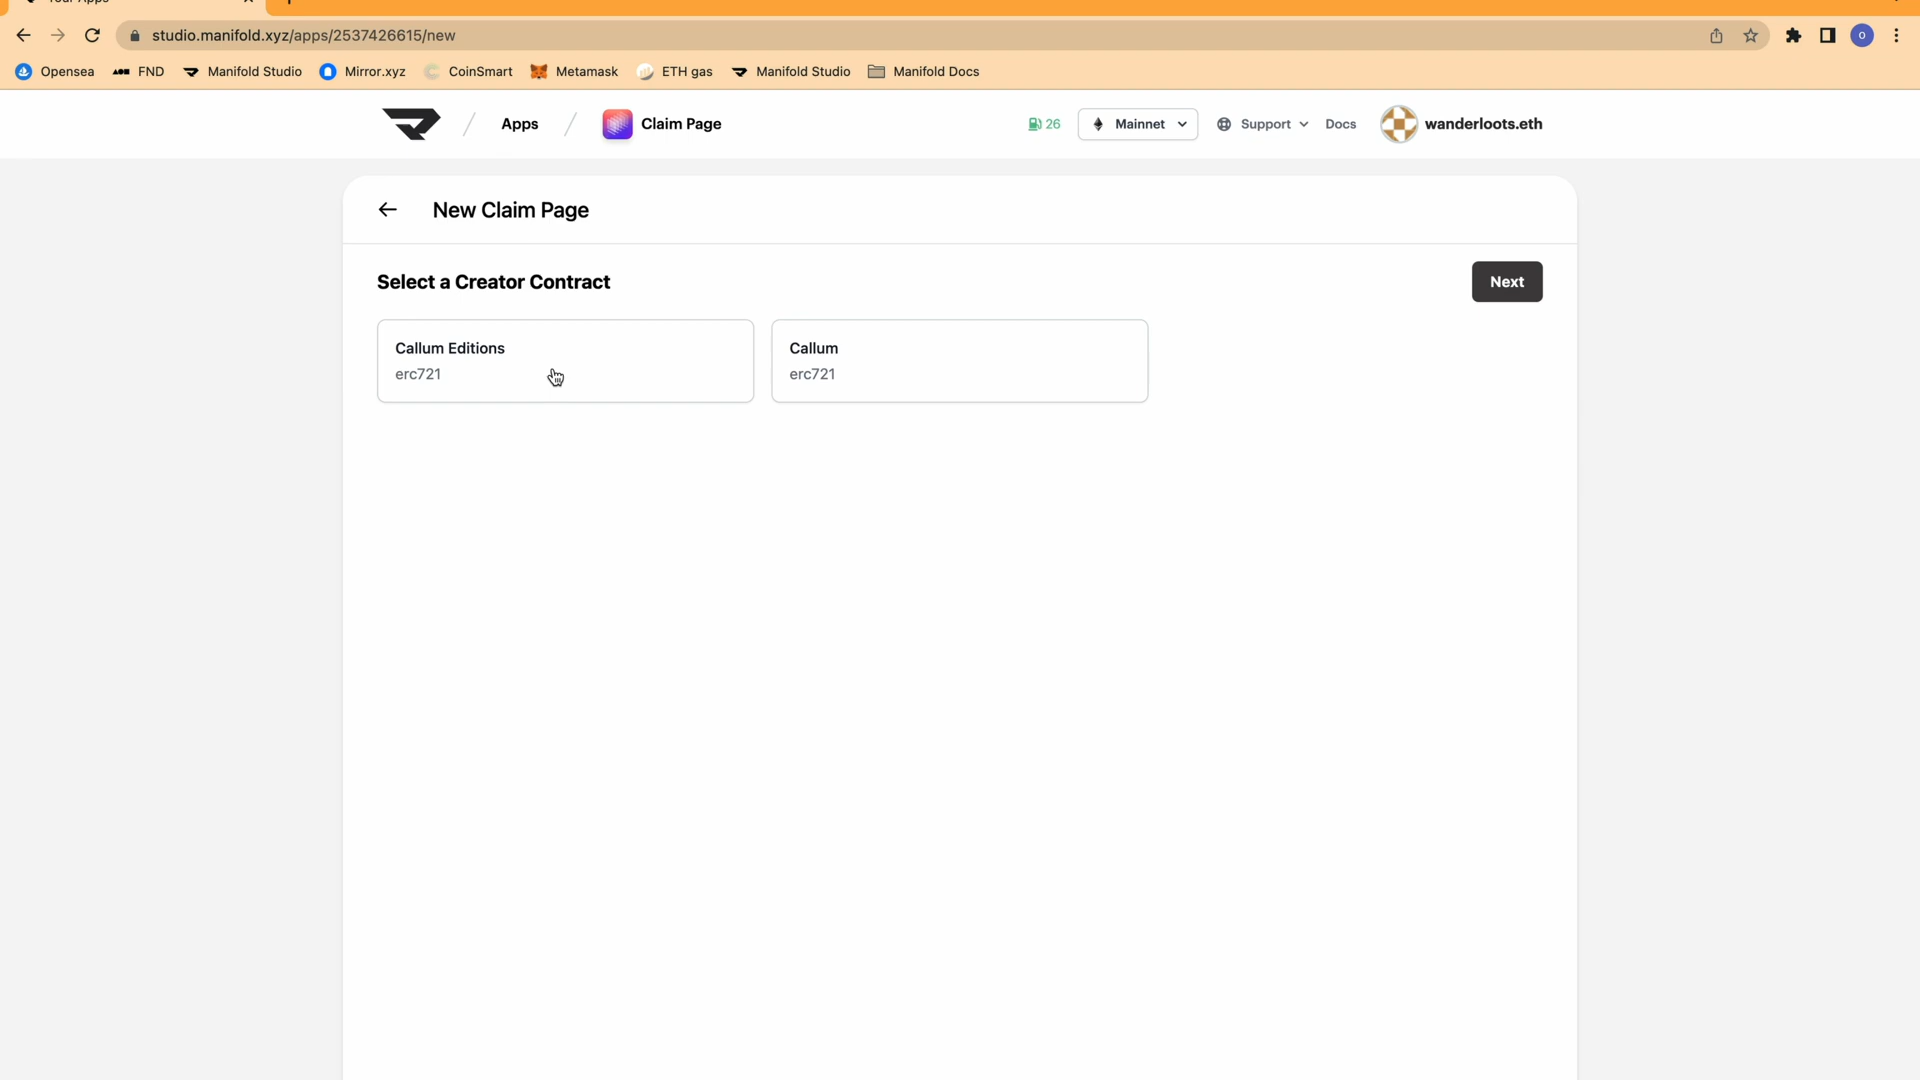 studio.manifold.xyz/apps/2537426615/new
O
Opensea FND Manifold Studio Mirror.xyz CoinSmart Metamask ETH gas Manifold Studio Manifold Docs
/ Apps / Claim Page 26 Mainnet Support Docs wanderloots.eth
New Claim Page
Select a Creator Contract Next
Callum Editions Callum
erc721 erc721